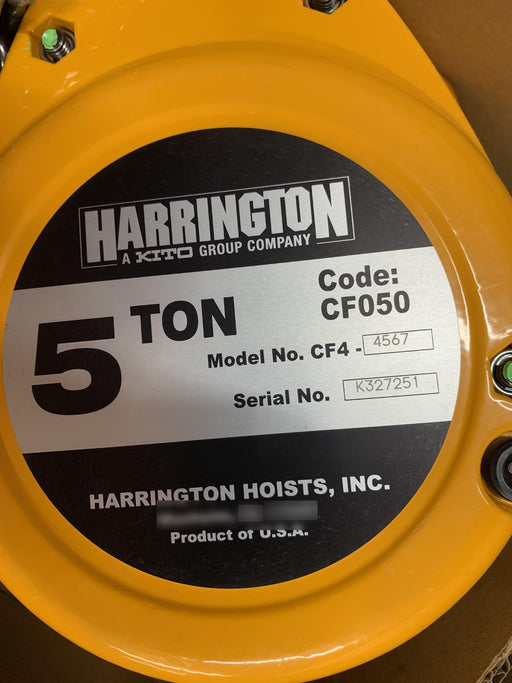 HARRINGTON
A KITO GROUP COMPANY
5 TON
Code:
CF050
Model No. CF4 - 4567
Serial No. K327251
HARRINGTON HOISTS, INC.
Product of U.S.A.